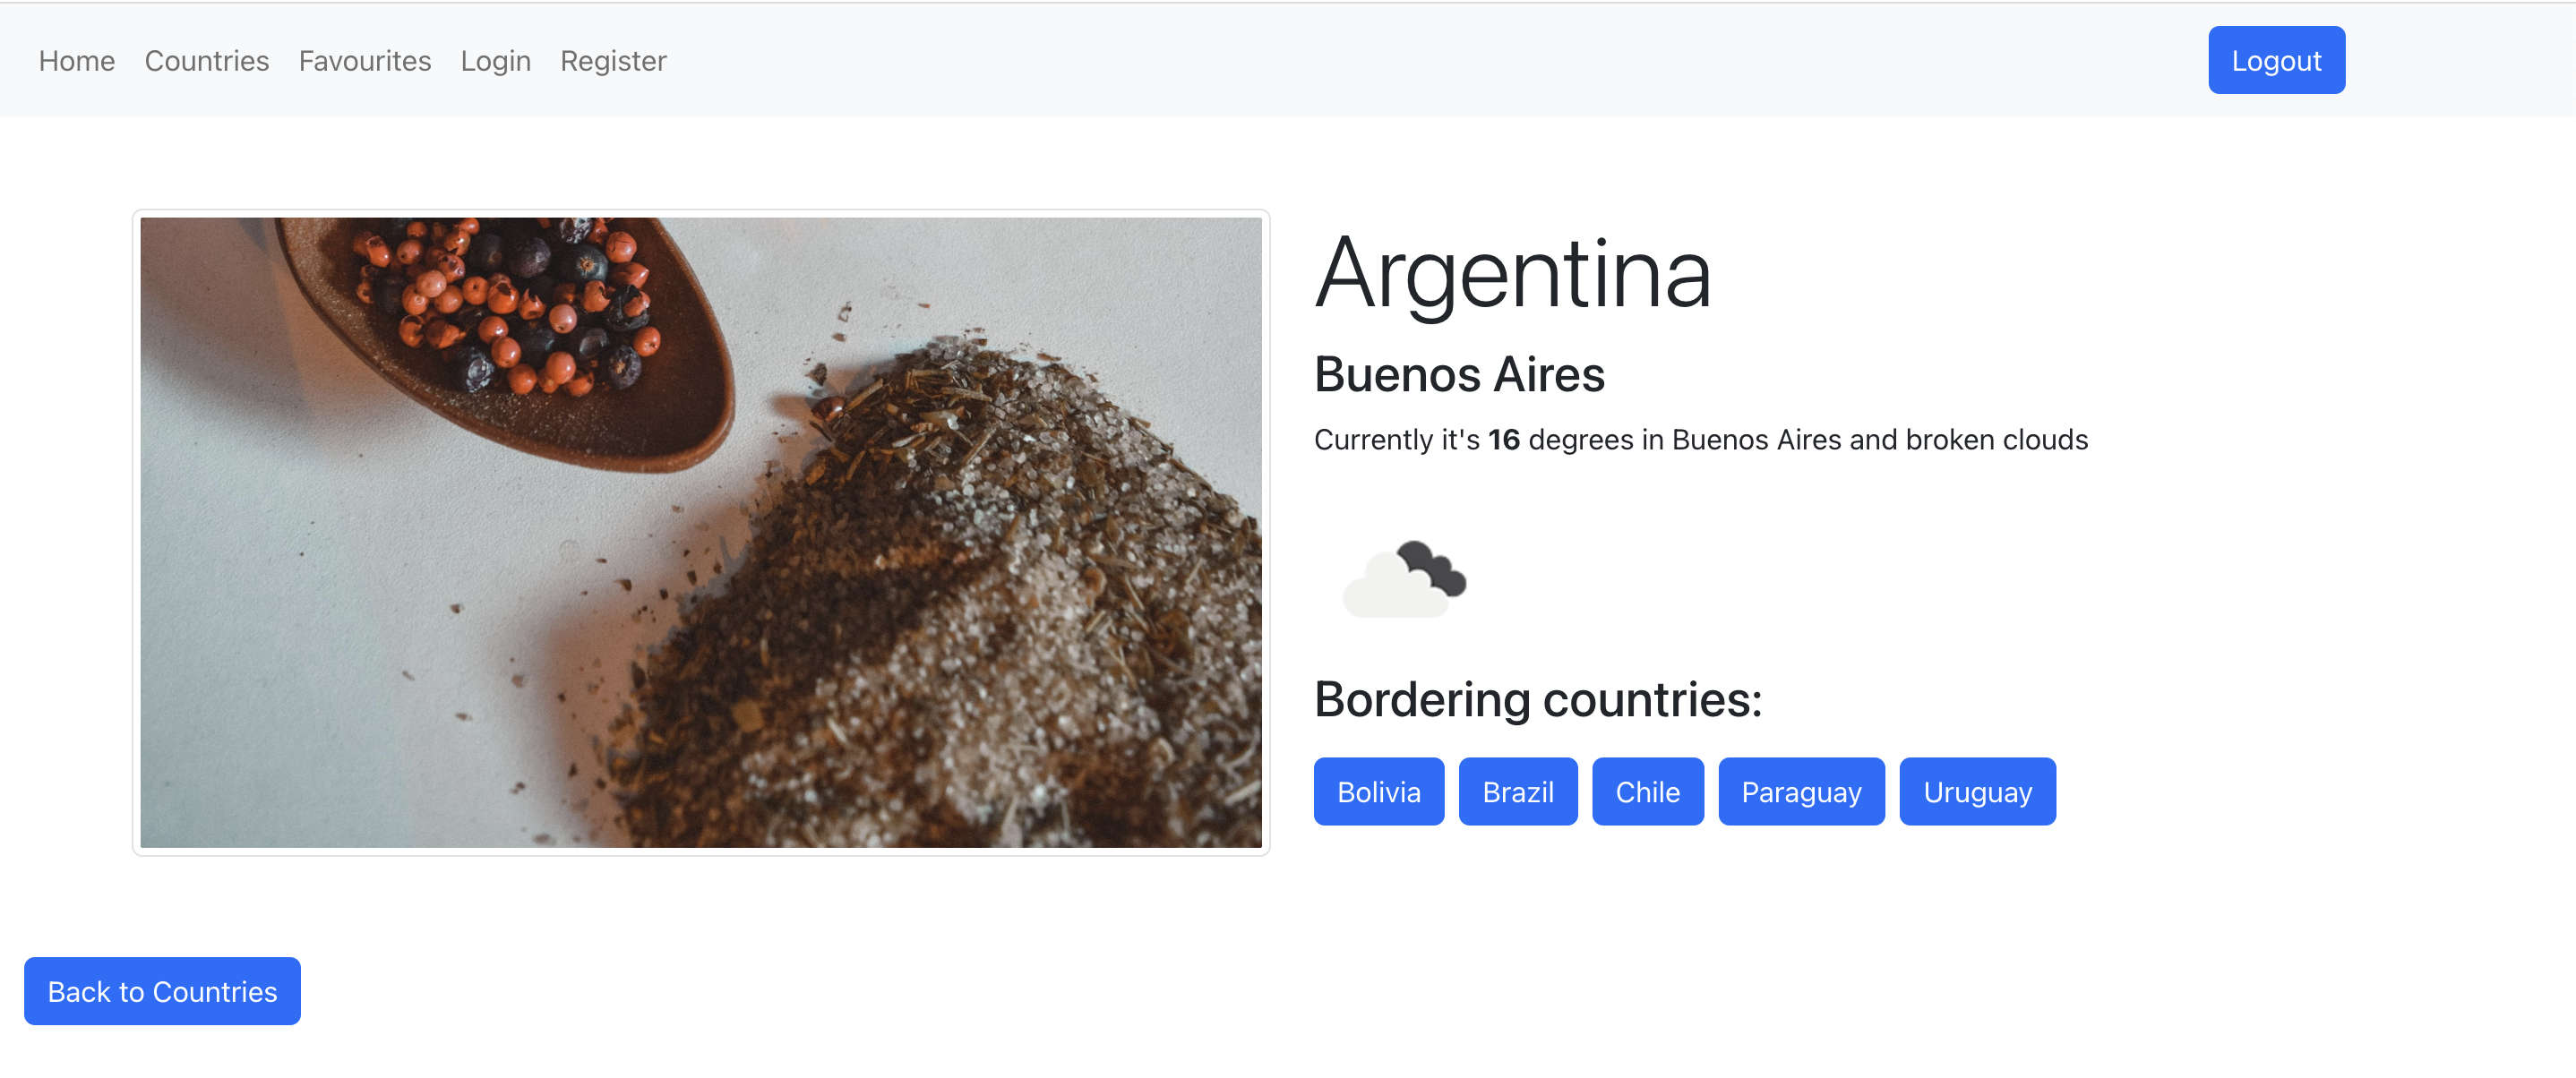 Home Countries Favourites Login Register Logout
Argentina
Buenos Aires
Currently it's 16 degrees in Buenos Aires and broken clouds
Bordering countries:
Bolivia Brazil Chile Paraguay Uruguay
Back to Countries